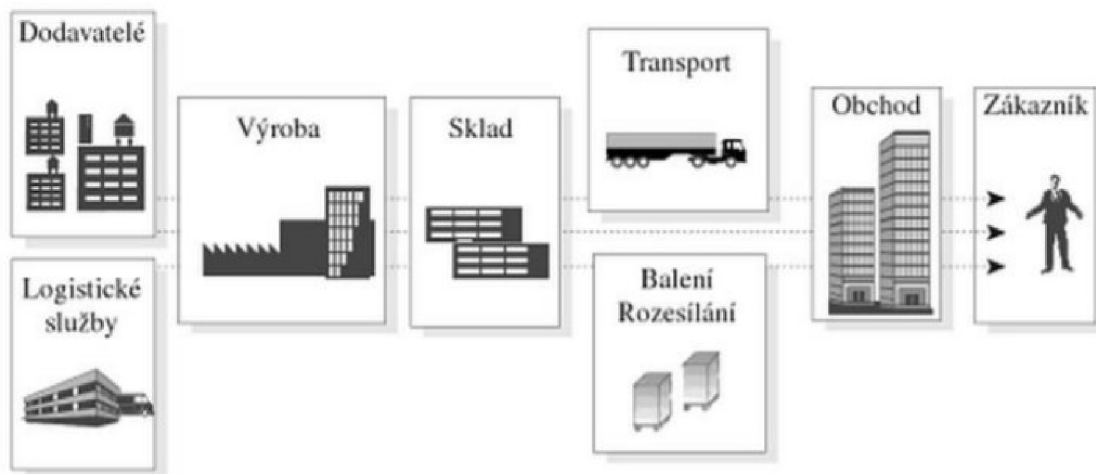 Dodavatelé
Logistické
služby
Výroba
Sklad
Transport
Balení
Rozesílání
Obchod
Zákazník